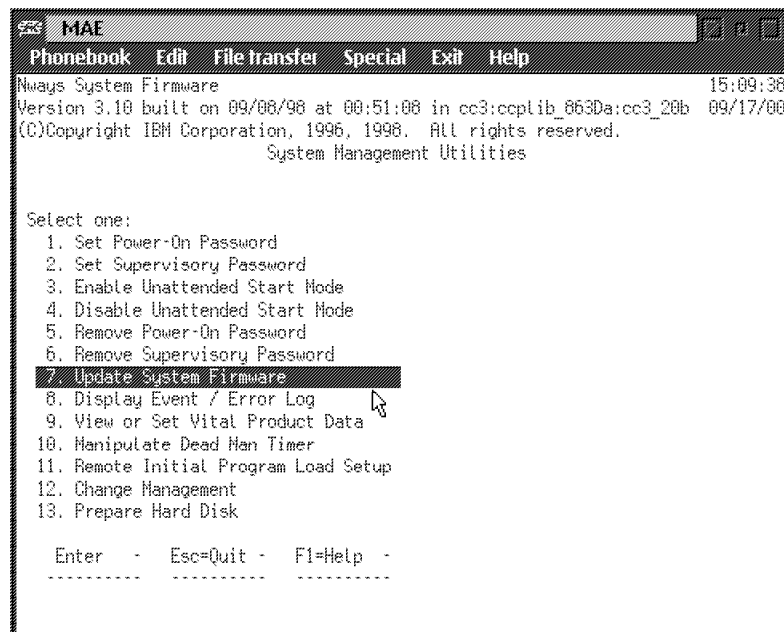 MAE
Phonebook Edit File transfer Special Exit Help
Nways System Firmware 15:09:38
Version 3.10 built on 09/08/98 at 00:51:08 in cc3:ccplib_863Da:cc3_20b 09/17/00
(C)Copyright IBM Corporation, 1996, 1998. All rights reserved.
System Management Utilities
Select one:
1. Set Power-On Password
2. Set Supervisory Password
3. Enable Unattended Start Mode
4. Disable Unattended Start Mode
5. Remove Power-On Password
6. Remove Supervisory Password
7. Update System Firmware
8. Display Event / Error Log
9. View or Set Vital Product Data
10. Manipulate Dead Man Timer
11. Remote Initial Program Load Setup
12. Change Management
13. Prepare Hard Disk
Enter - Esc=Quit - F1=Help -
---------- ---------- ----------